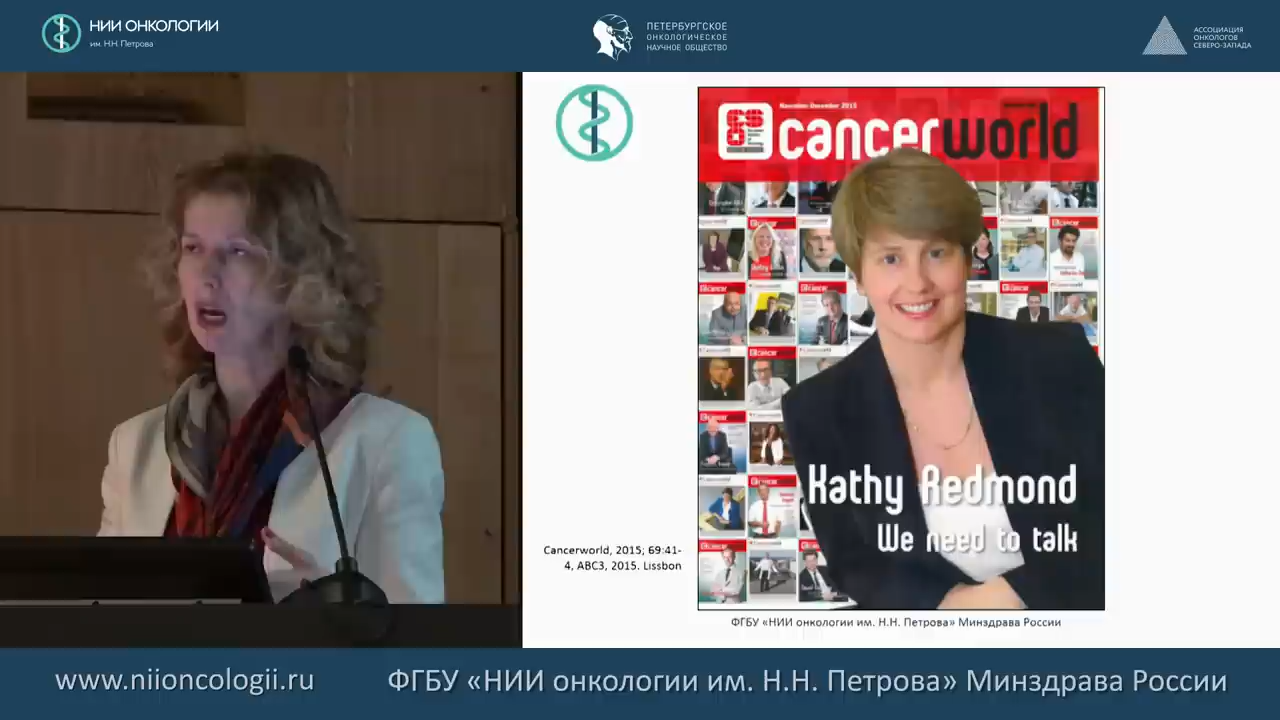 НИИ ОНКОЛОГИИ
им. Н.Н. Петрова
ПЕТЕРБУРГСКОЕ
ОНКОЛОГИЧЕСКОЕ
НАУЧНОЕ ОБЩЕСТВО
АССОЦИАЦИЯ
ОНКОЛОГОВ
СЕВЕРО-ЗАПАДА
November-December 2015
cancerworld
Kathy Redmond
We need to talk
Cancerworld, 2015; 69:41-
4, ABC3, 2015. Lissbon
ФГБУ «НИИ онкологии им. Н.Н. Петрова» Минздрава России
www.niioncologii.ru
ФГБУ «НИИ онкологии им. Н.Н. Петрова» Минздрава России